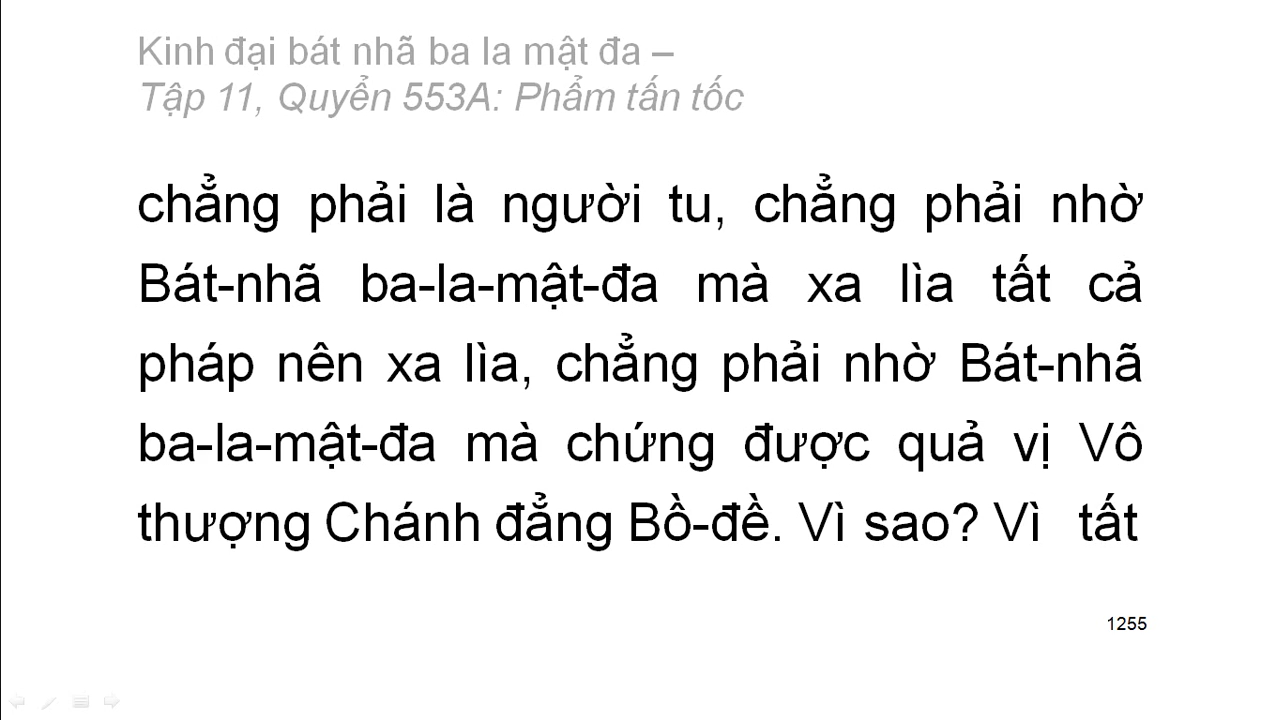 Kinh đại bát nhã ba la mật đa –
Tập 11, Quyển 553A: Phẩm tấn tốc
chẳng phải là người tu, chẳng phải nhờ
Bát-nhã ba-la-mật-đa mà xa lìa tất cả
pháp nên xa lìa, chẳng phải nhờ Bát-nhã
ba-la-mật-đa mà chứng được quả vị Vô
thượng Chánh đẳng Bồ-đề. Vì sao? Vì tất
1255